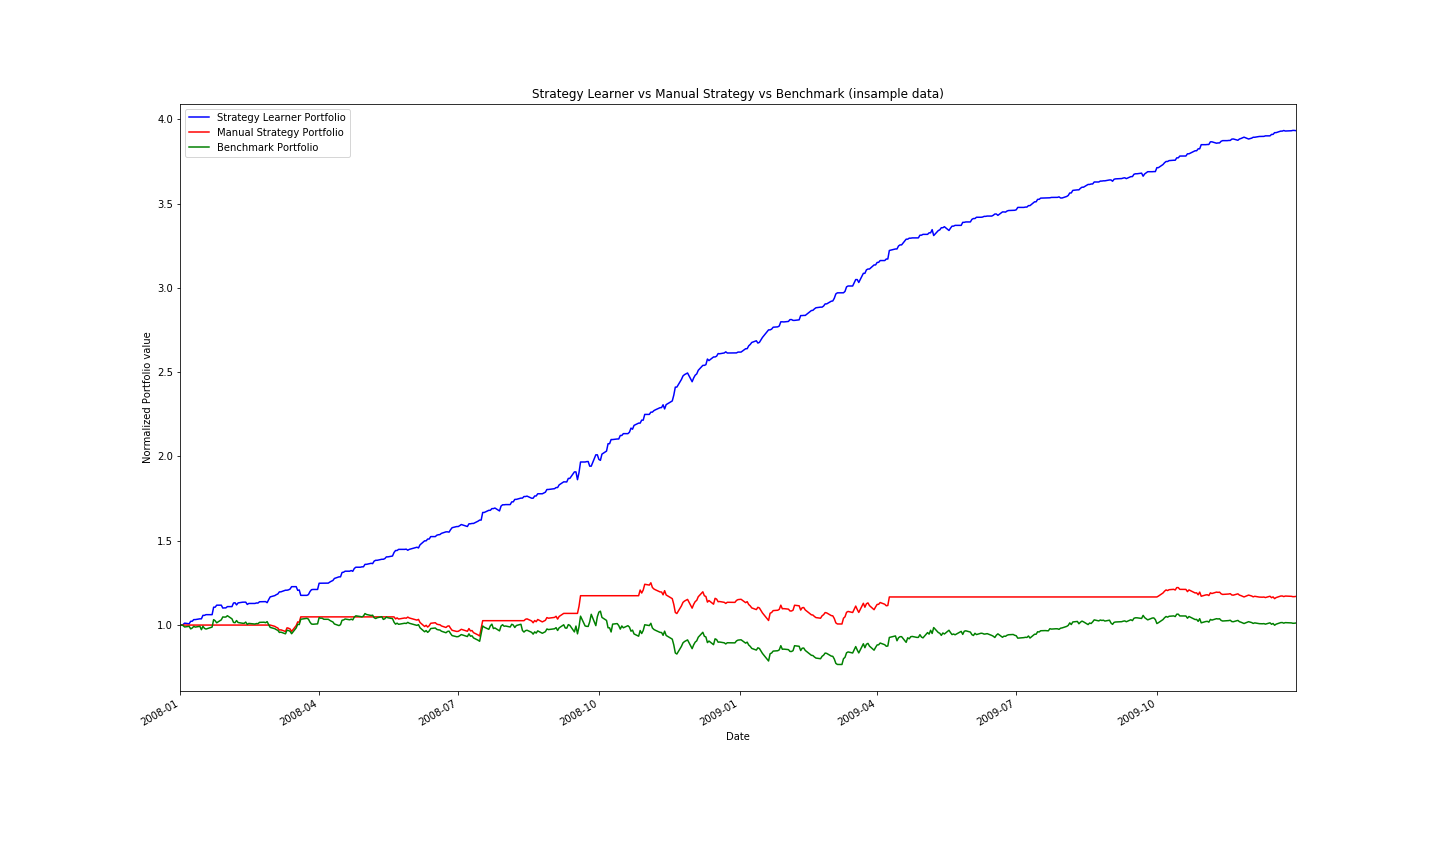 Strategy Learner vs Manual Strategy vs Benchmark (insample data)
Strategy Learner Portfolio
Manual Strategy Portfolio
Benchmark Portfolio
4.0
3.5
3.0
2.5
2.0
1.5
1.0
Normalized Portfolio value
2008-01
2008-04
2008-07
2008-10
2009-01
2009-04
2009-07
2009-10
Date